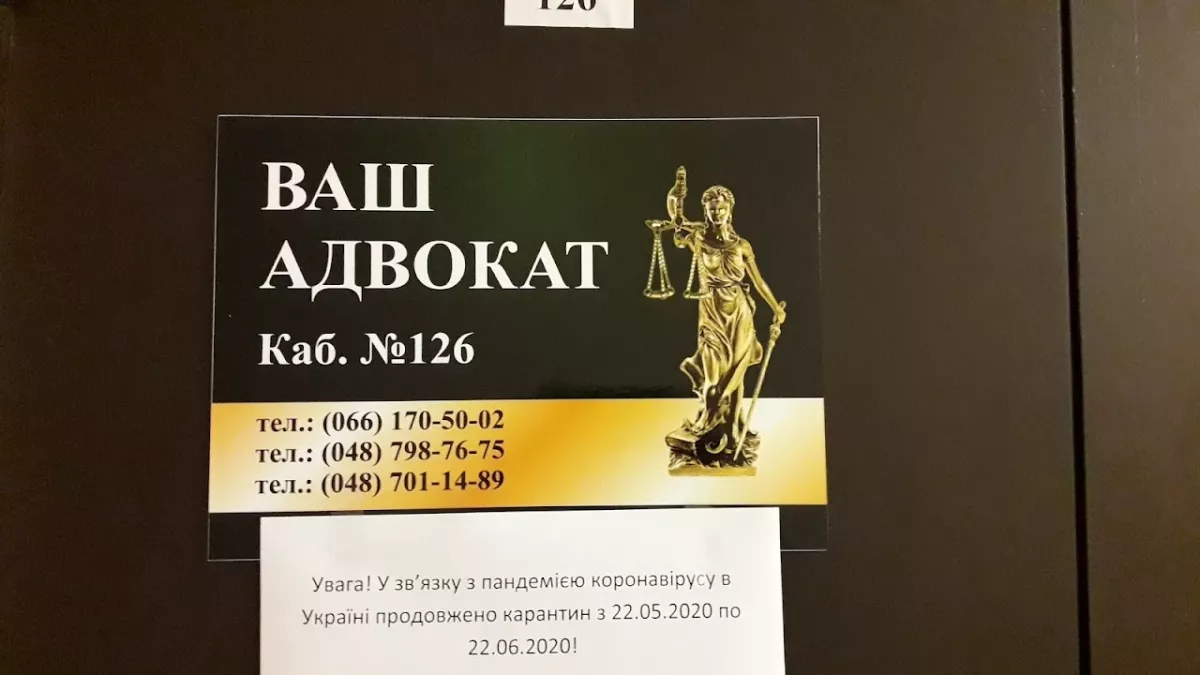 126
ВАШ
АДВОКАТ
Каб. №126
тел.: (066) 170-50-02
тел.: (048) 798-76-75
тел.: (048) 701-14-89
Увага! У зв’язку з пандемією коронавірусу в
Україні продовжено карантин з 22.05.2020 по
22.06.2020!